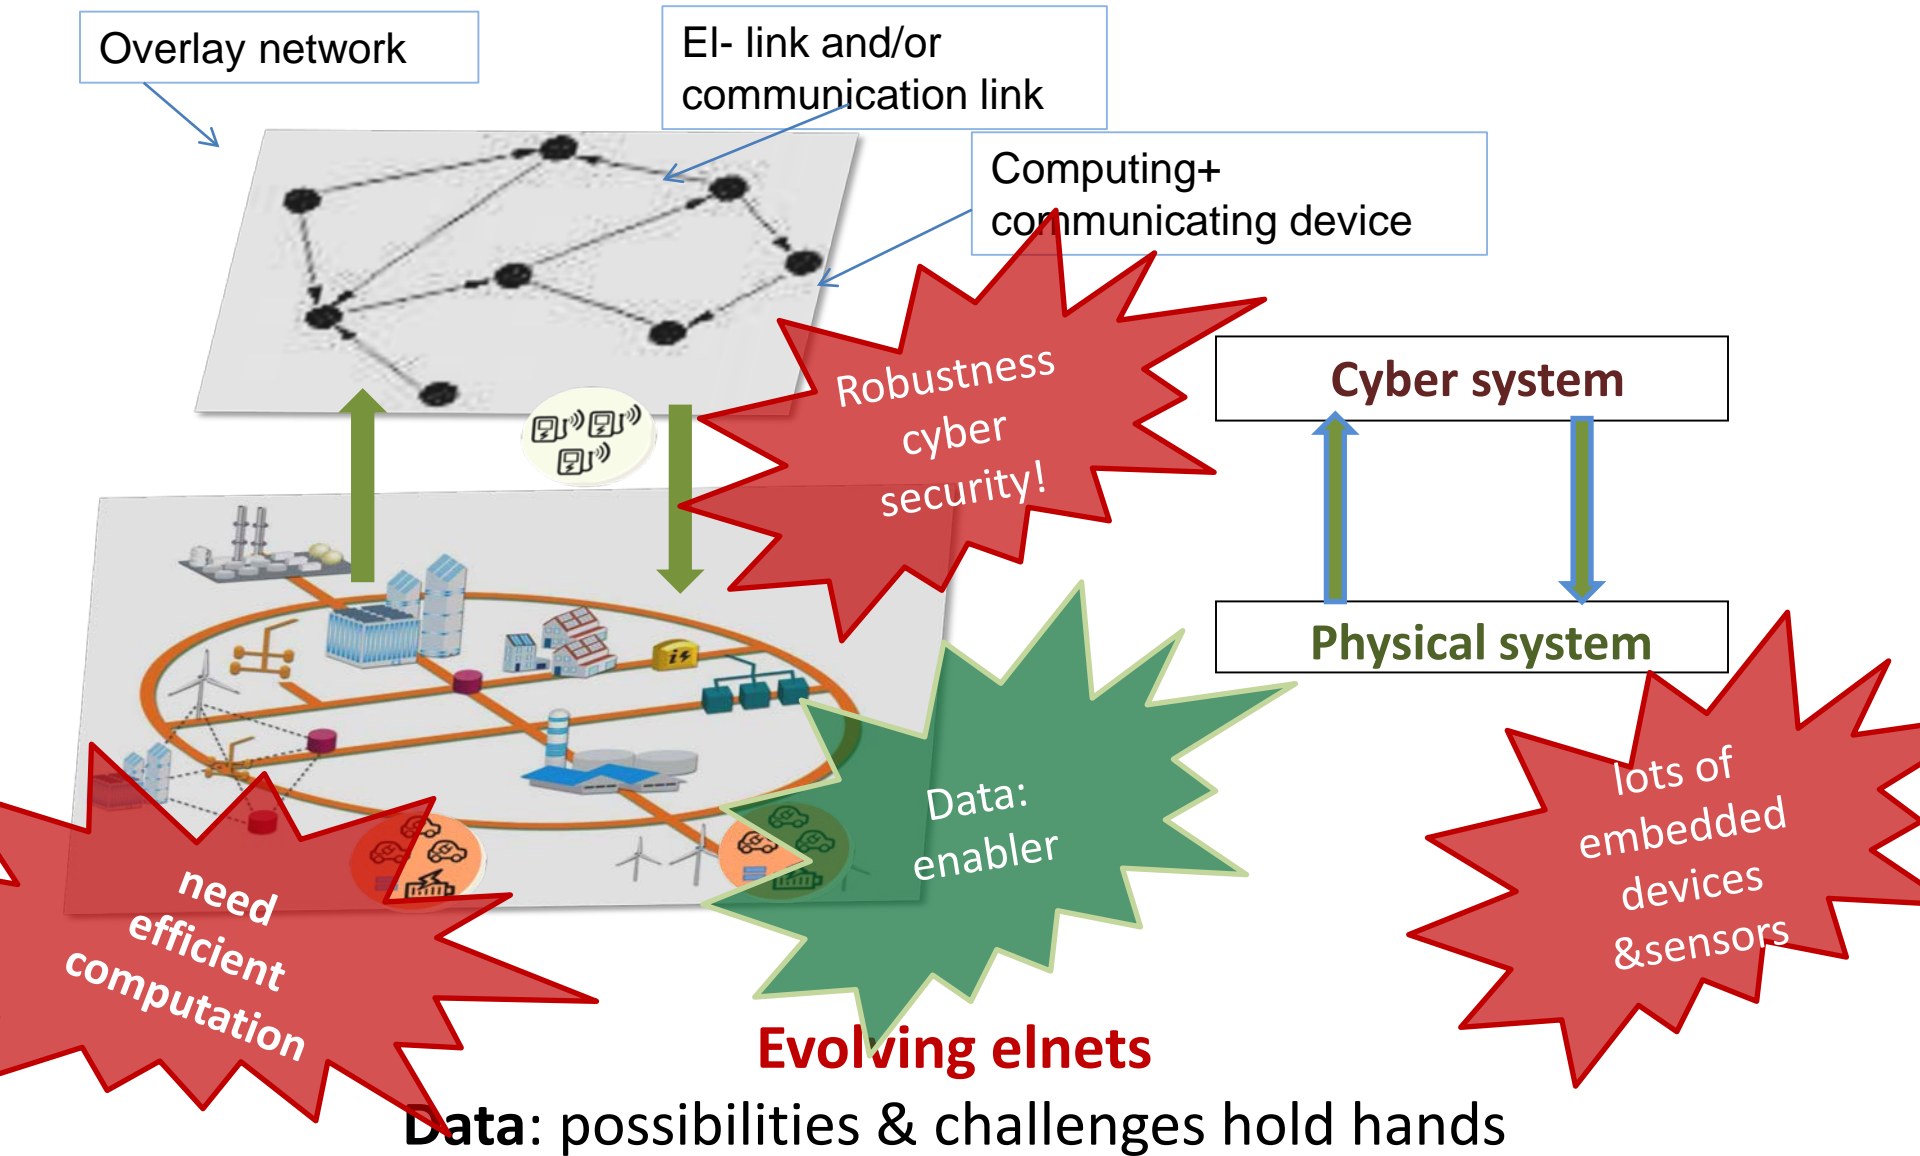 Overlay network
El- link and/or
communication link
Computing+
communicating device
Robustness
cyber
security!
Cyber system
Physical system
Data:
enabler
lots of
embedded
devices
&sensors
need
efficient
computation
Evolving elnets
Data: possibilities & challenges hold hands